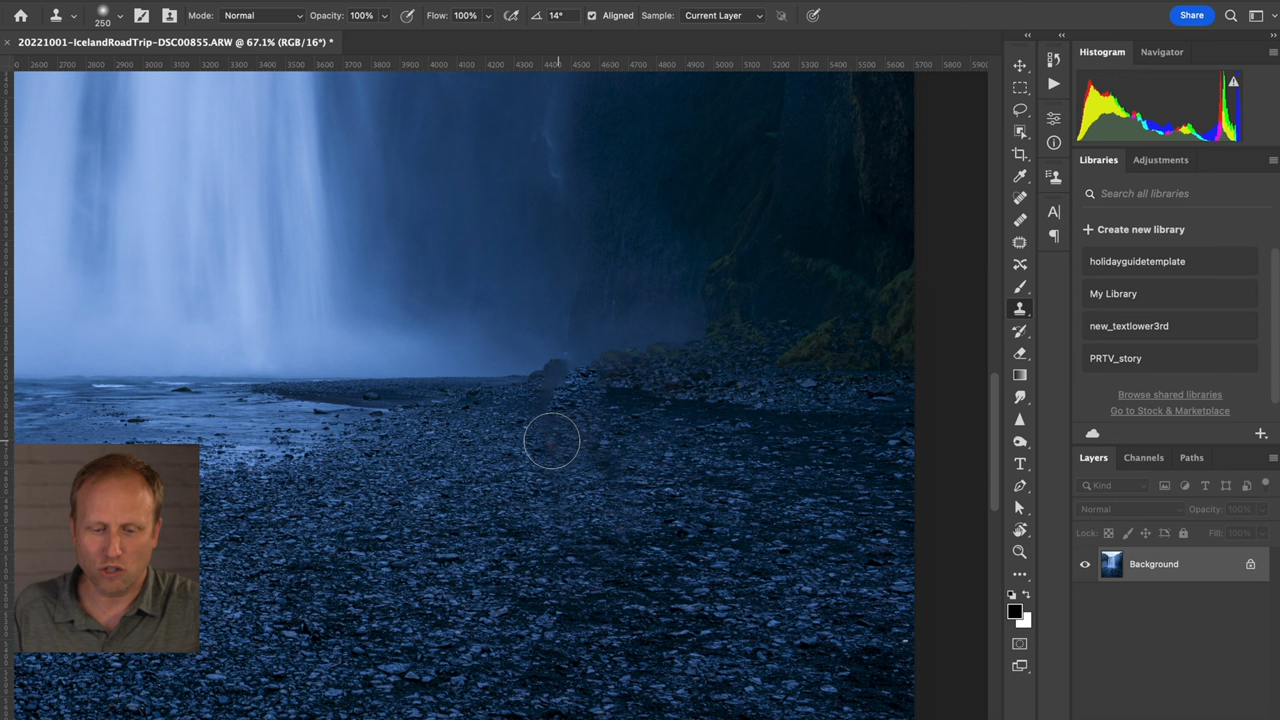 250
Mode: Normal
Opacity: 100%
Flow: 100%
14°
Aligned
Sample: Current Layer
Share
× 20221001-IcelandRoadTrip-DSC00855.ARW @ 67.1% (RGB/16*) *
2600 2700 2800 2900 3000 3100 3200 3300 3400 3500 3600 3700 3800 3900 4000 4100 4200 4300 4400 4500 4600 4700 4800 4900 5000 5100 5200 5300 5400 5500 5600 5700 5800 5900
Histogram
Navigator
Libraries
Adjustments
Search all libraries
Create new library
holidayguidetemplate
My Library
new_textlower3rd
PRTV_story
Browse shared libraries
Go to Stock & Marketplace
Layers
Channels
Paths
Kind
Normal
Opacity: 100%
Lock:
Fill: 100%
Background